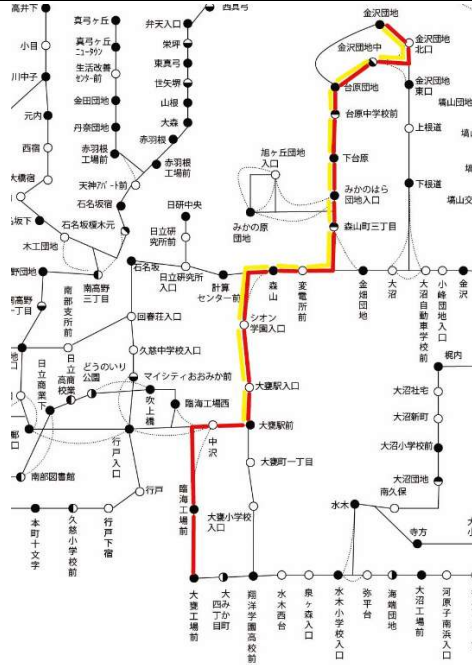 高井下
小目
川中子
元内
西宿
大橋宿
石名坂下
木工団地
真弓ヶ丘
真弓ヶ丘
ニュータウン
生活改善
センター前
金田団地
丹奈団地
赤羽根
工場前
天神アパート前
石名坂宿
石名坂榎木元
西真弓
弁天入口
栄坪
東真弓
世矢堺
山根
大森
赤羽根
赤羽根
工場前
日研中央
日立研
究所前
石名坂
日立研究所
入口
計算
センター前
南高野
三丁目
南部支所前
回春荘入口
久慈中学校入口
マイシティおおみか前
どうのいり
公園
日立商業
高校前
日立商業下
吹上橋
臨海工場西
中沢
行戸入口
南部図書館
行戸
本町十文字
久慈小学校前
行戸下宿
臨海工場前
大甕工場前
大甕小学校
入口
大みか町
四丁目
翔洋学園高校前
大甕町一丁目
大甕駅前
大甕駅入口
シオン
学園入口
森山
変電所前
金畑団地
大沼
大沼自動車学校前
小峰団地入口
金沢
森山町三丁目
みかのはら
団地入口
みかの原
団地
旭ヶ丘団地
入口
下台原
台原中学校前
台原団地
金沢団地中
金沢団地
金沢団地
北口
金沢団地
東口
上根道
下根道
塙山団地
梶内
大沼社宅
大沼新町
大沼小学校前
大沼団地
南久保
水木
寺方
水木西台
泉ヶ森入口
水木小学校入口
弥平台
海端団地
大沼工場前
河原子南浜入口